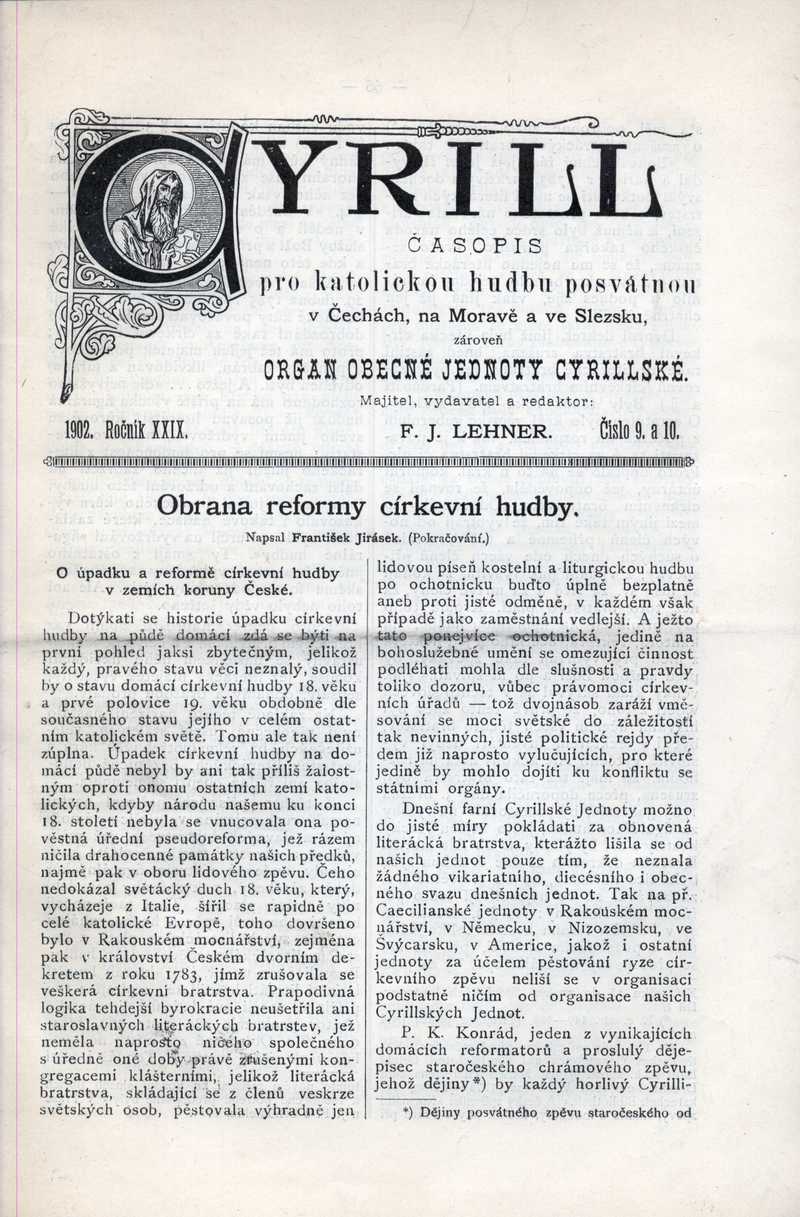 CYRILL
ČASOPIS
pro katolickou hudbu posvátnou
v Čechách, na Moravě a ve Slezsku,
zároveň
ORGAN OBECNÉ JEDNOTY CYRILLSKÉ.
Majitel, vydavatel a redaktor:
1902. Ročník XXIX. F. J. LEHNER. Číslo 9. a 10.
Obrana reformy církevní hudby.
Napsal František Jirásek. (Pokračování.)
O úpadku a reformě církevní hudby
v zemích koruny České.
Dotýkati se historie úpadku církevní
hudby na půdě domácí zdá se býti na
první pohled jaksi zbytečným, jelikož
každý, pravého stavu věci neznalý, soudil
by o stavu domácí církevní hudby 18. věku
a prvé polovice 19. věku obdobně dle
současného stavu jejího v celém ostat-
ním katolickém světě. Tomu ale tak není
zúplna. Úpadek církevní hudby na do-
mácí půdě nebyl by ani tak příliš žalost-
ným oproti onomu ostatních zemí kato-
lických, kdyby národu našemu ku konci
18. století nebyla se vnucovala ona po-
věstná úřední pseudoreforma, jež rázem
ničila drahocenné památky našich předků,
najmě pak v oboru lidového zpěvu. Čeho
nedokázal světácký duch 18. věku, který,
vycházeje z Italie, šířil se rapidně po
celé katolické Evropě, toho dovršeno
bylo v Rakouském mocnářství, zejména
pak v království Českém dvorním de-
kretem z roku 1783, jímž zrušovala se
veškerá církevni bratrstva. Prapodivná
logika tehdejší byrokracie neušetřila ani
staroslavných literáckých bratrstev, jež
neměla naprosto ničeho společného
s úředně oné doby právě zrušenými kon-
gregacemi klášterními, jelikož literácká
bratrstva, skládající se z členů veskrze
světských osob, pěstovala výhradně jen
lidovou píseň kostelní a liturgickou hudbu
po ochotnicku buďto úplně bezplatně
aneb proti jisté odměně, v každém však
případě jako zaměstnání vedlejší. A ježto
tato ponejvíce ochotnická, jedině na
bohoslužebné umění se omezující činnost
podléhati mohla dle slušnosti a pravdy
toliko dozoru, vůbec pravomoci církev-
ních úřadů — tož dvojnásob zaráží vmě-
sování se moci světské do záležitostí
tak nevinných, jisté politické rejdy pře-
dem již naprosto vylučujících, pro které
jedině by mohlo dojíti ku konfliktu se
státními orgány.
Dnešní farní Cyrillské Jednoty možno
do jisté míry pokládati za obnovená
literácká bratrstva, kterážto lišila se od
našich jednot pouze tím, že neznala
žádného vikariatního, diecésního i obec-
ného svazu dnešních jednot. Tak na př.
Caecilianské jednoty v Rakouském moc-
nářství, v Německu, v Nizozemsku, ve
Švýcarsku, v Americe, jakož i ostatní
jednoty za účelem pěstování ryze cír-
kevního zpěvu neliší se v organisaci
podstatně ničím od organisace našich
Cyrillských Jednot.
P. K. Konrád, jeden z vynikajících
domácích reformatorů a proslulý děje-
pisec staročeského chrámového zpěvu,
jehož dějiny*) by každý horlivý Cyrilli-
*) Dějiny posvátného zpěvu staročeského od